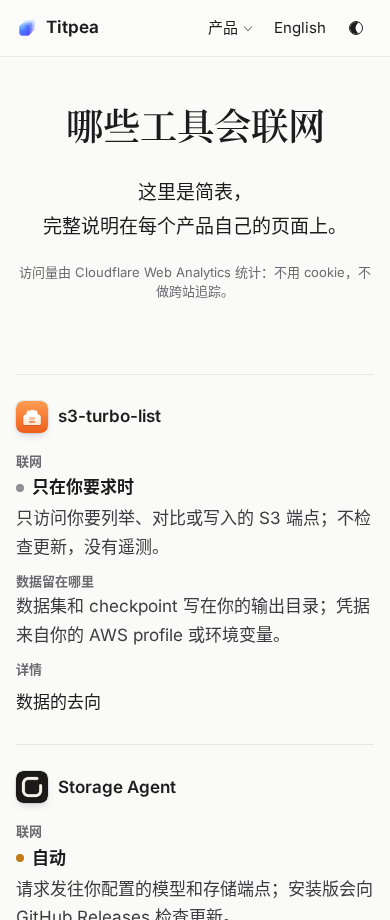 Titpea
产品
English
哪些工具会联网
这里是简表，
完整说明在每个产品自己的页面上。
访问量由 Cloudflare Web Analytics 统计：不用 cookie，不
做跨站追踪。
s3-turbo-list
联网
只在你要求时
只访问你要列举、对比或写入的 S3 端点；不检
查更新，没有遥测。
数据留在哪里
数据集和 checkpoint 写在你的输出目录；凭据
来自你的 AWS profile 或环境变量。
详情
数据的去向
Storage Agent
联网
自动
请求发往你配置的模型和存储端点；安装版会向
GitHub Releases 检查更新。